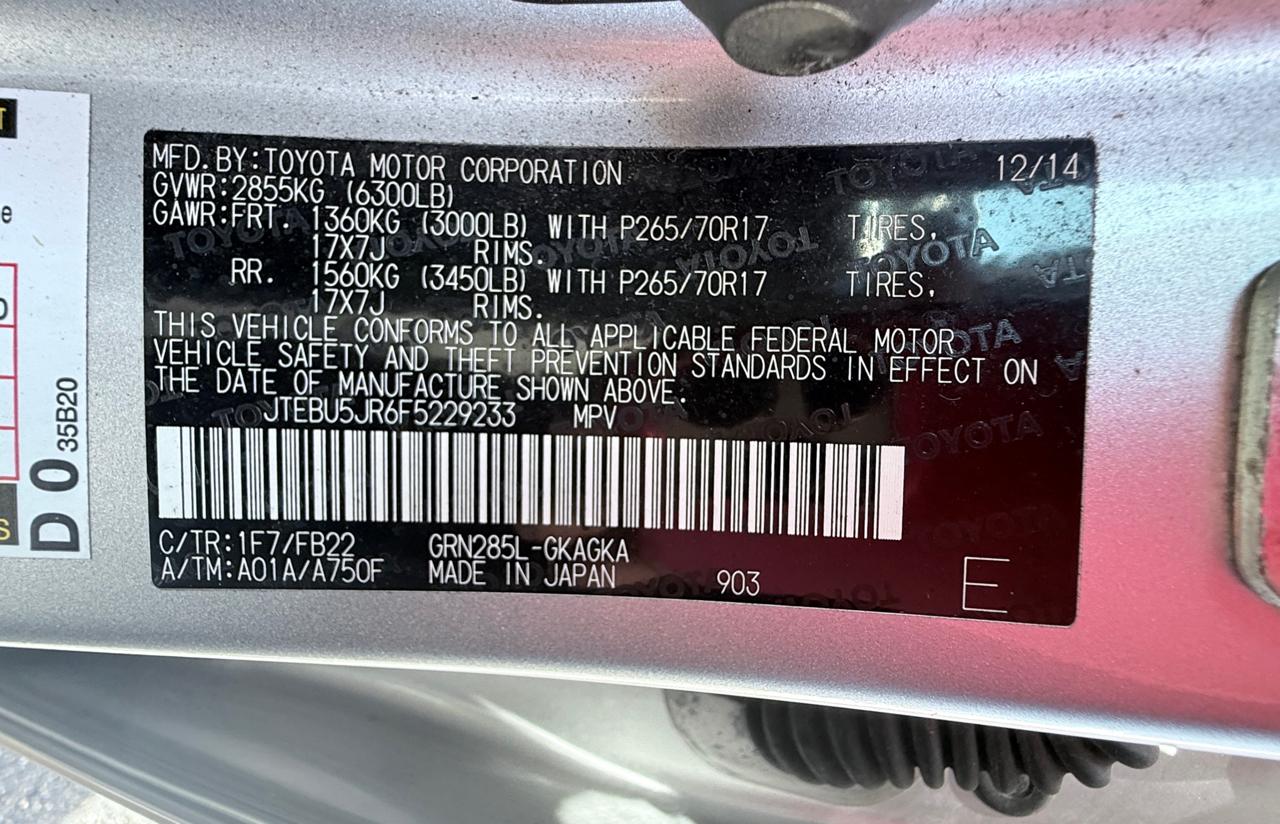 MFD. BY:TOYOTA MOTOR CORPORATION 12/14
GVWR:2855KG (6300LB)
GAWR:FRT. 1360KG (3000LB) WITH P265/70R17 TIRES,
17X7J RIMS.
RR. 1560KG (3450LB) WITH P265/70R17 TIRES,
17X7J RIMS.
THIS VEHICLE CONFORMS TO ALL APPLICABLE FEDERAL MOTOR
VEHICLE SAFETY AND THEFT PREVENTION STANDARDS IN EFFECT ON
THE DATE OF MANUFACTURE SHOWN ABOVE.
JTEBU5JR6F5229233 MPV
C/TR:1F7/FB22 GRN285L-GKAGKA
A/TM:A01A/A750F MADE IN JAPAN 903 E
D 0 35B20
TOYOTA